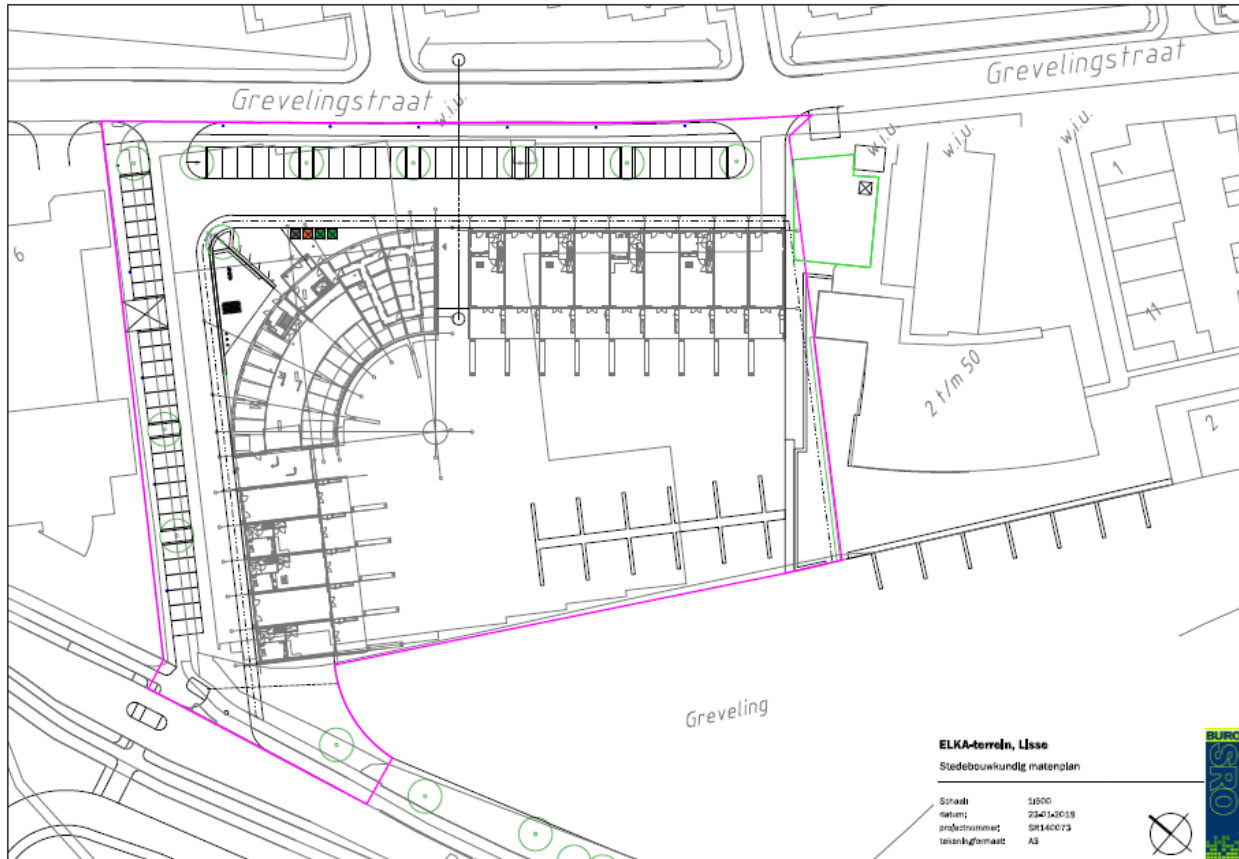 Grevelingstraat
Grevelingstraat
w.i.u.
w.i.u.
w.i.u.
w.i.u.
1
6
11
2 t/m 50
2
Greveling
ELKA-terrein, Lisse
Stedebouwkundig matenplan
Schaal: 1:500
datum: 23-01-2018
projectnummer: SR140073
tekeningformaat: A3
BURO
SRO